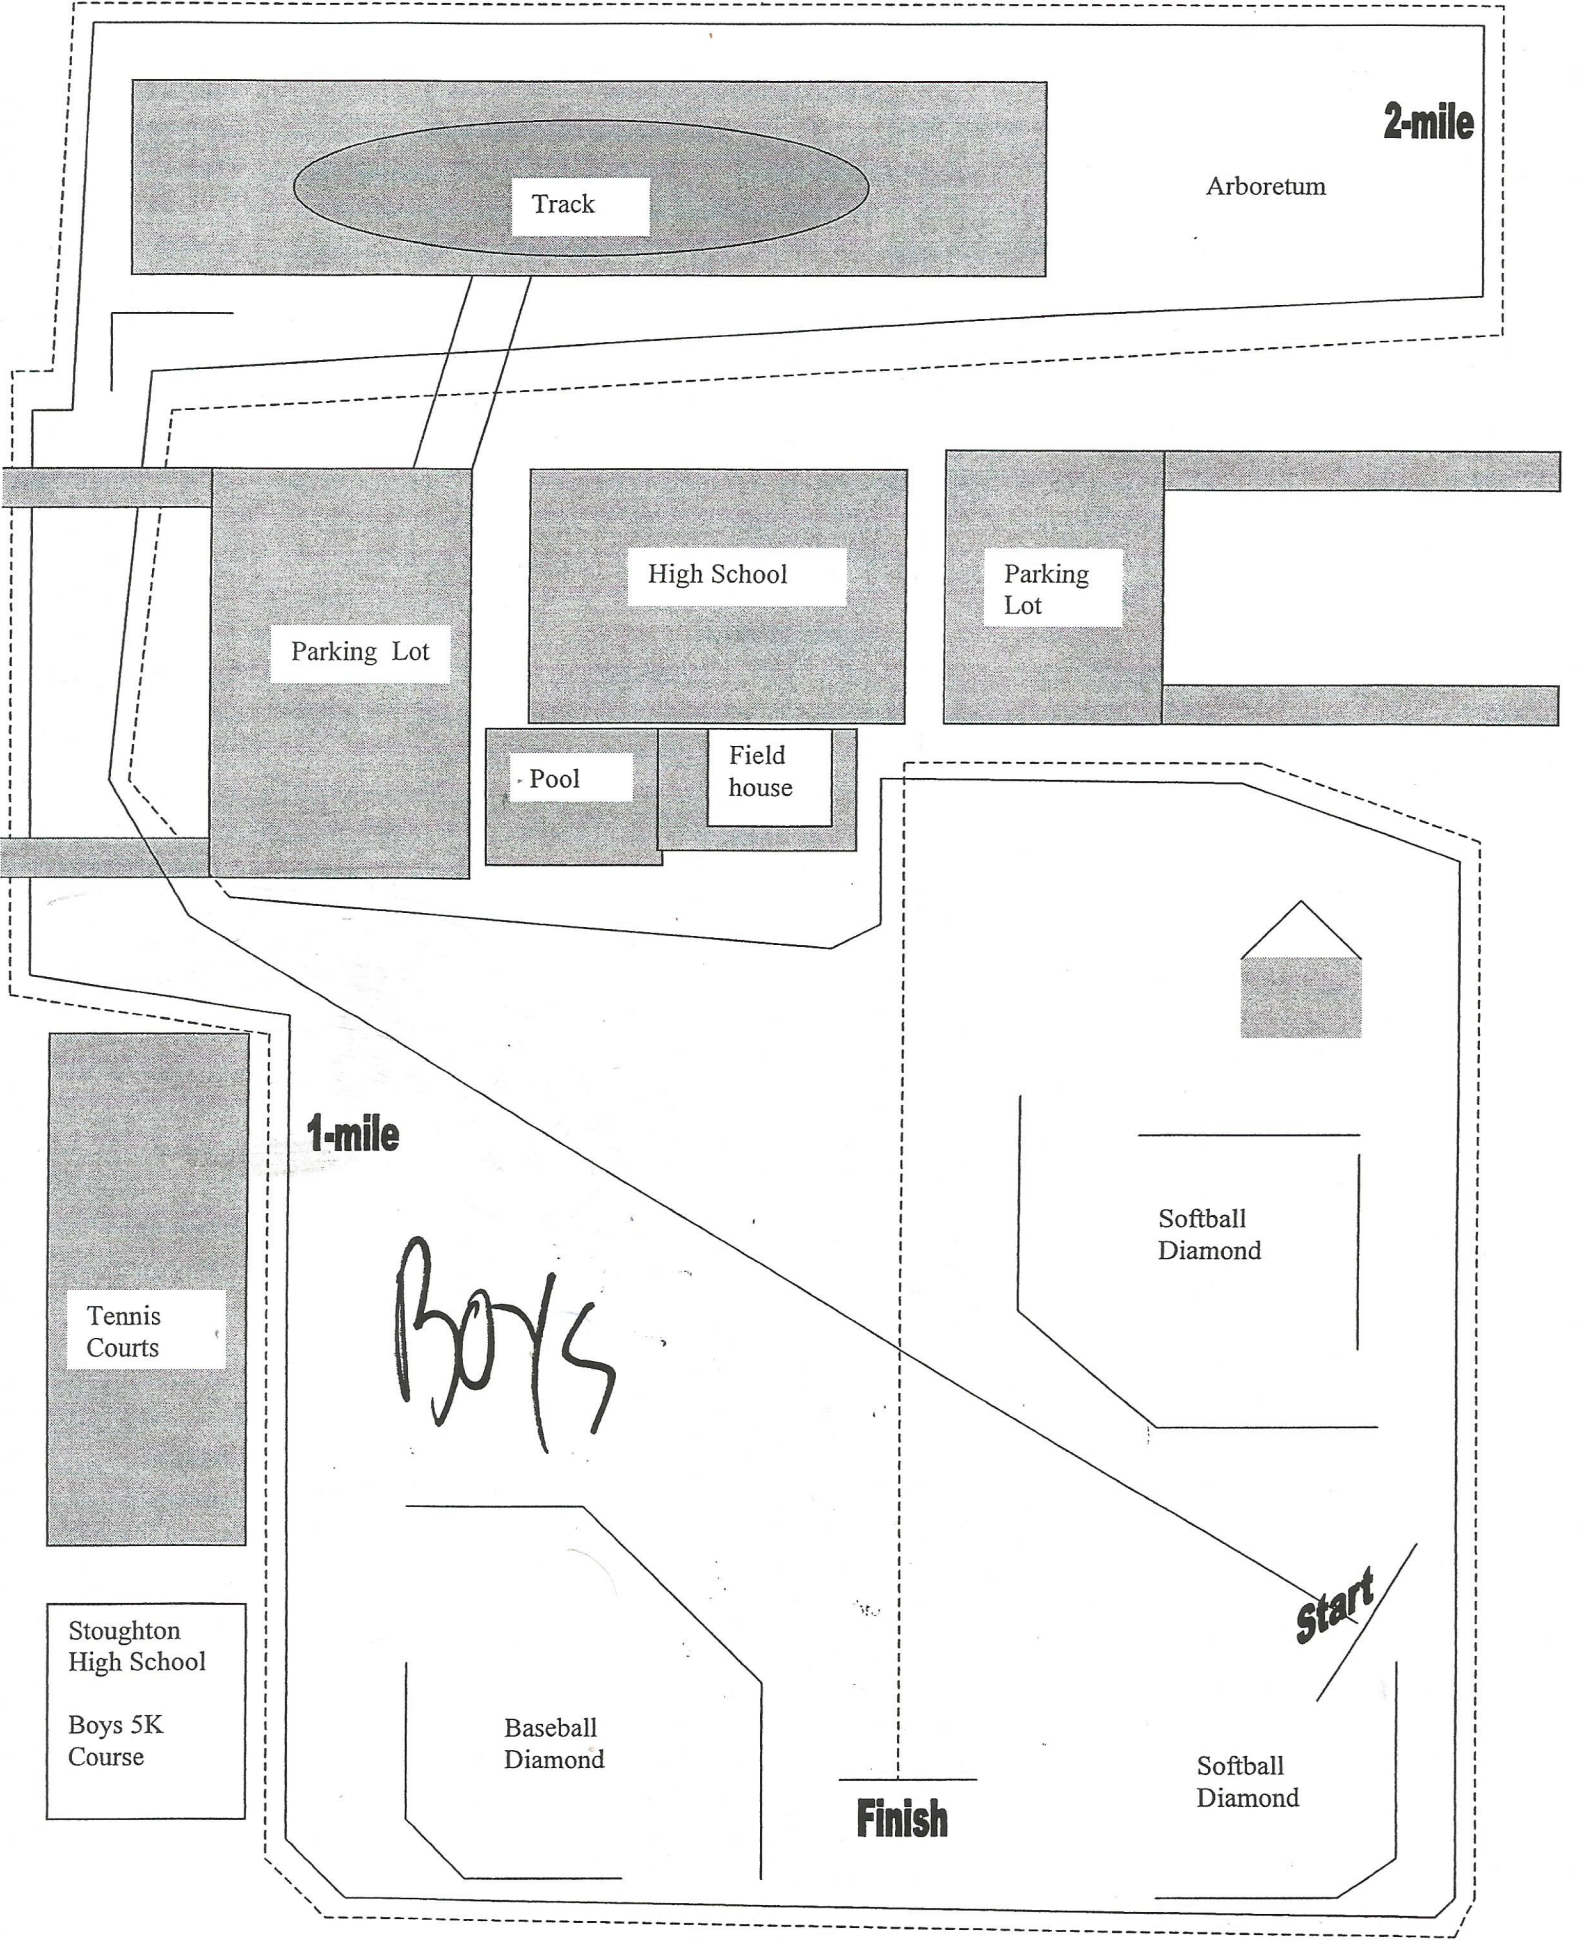 2-mile
Arboretum
Track
High School
Parking
Lot
Parking Lot
Field
house
Pool
1-mile
Softball
Diamond
Boys
Tennis
Courts
Start
Stoughton
High School
Boys 5K
Course
Baseball
Diamond
Softball
Diamond
Finish